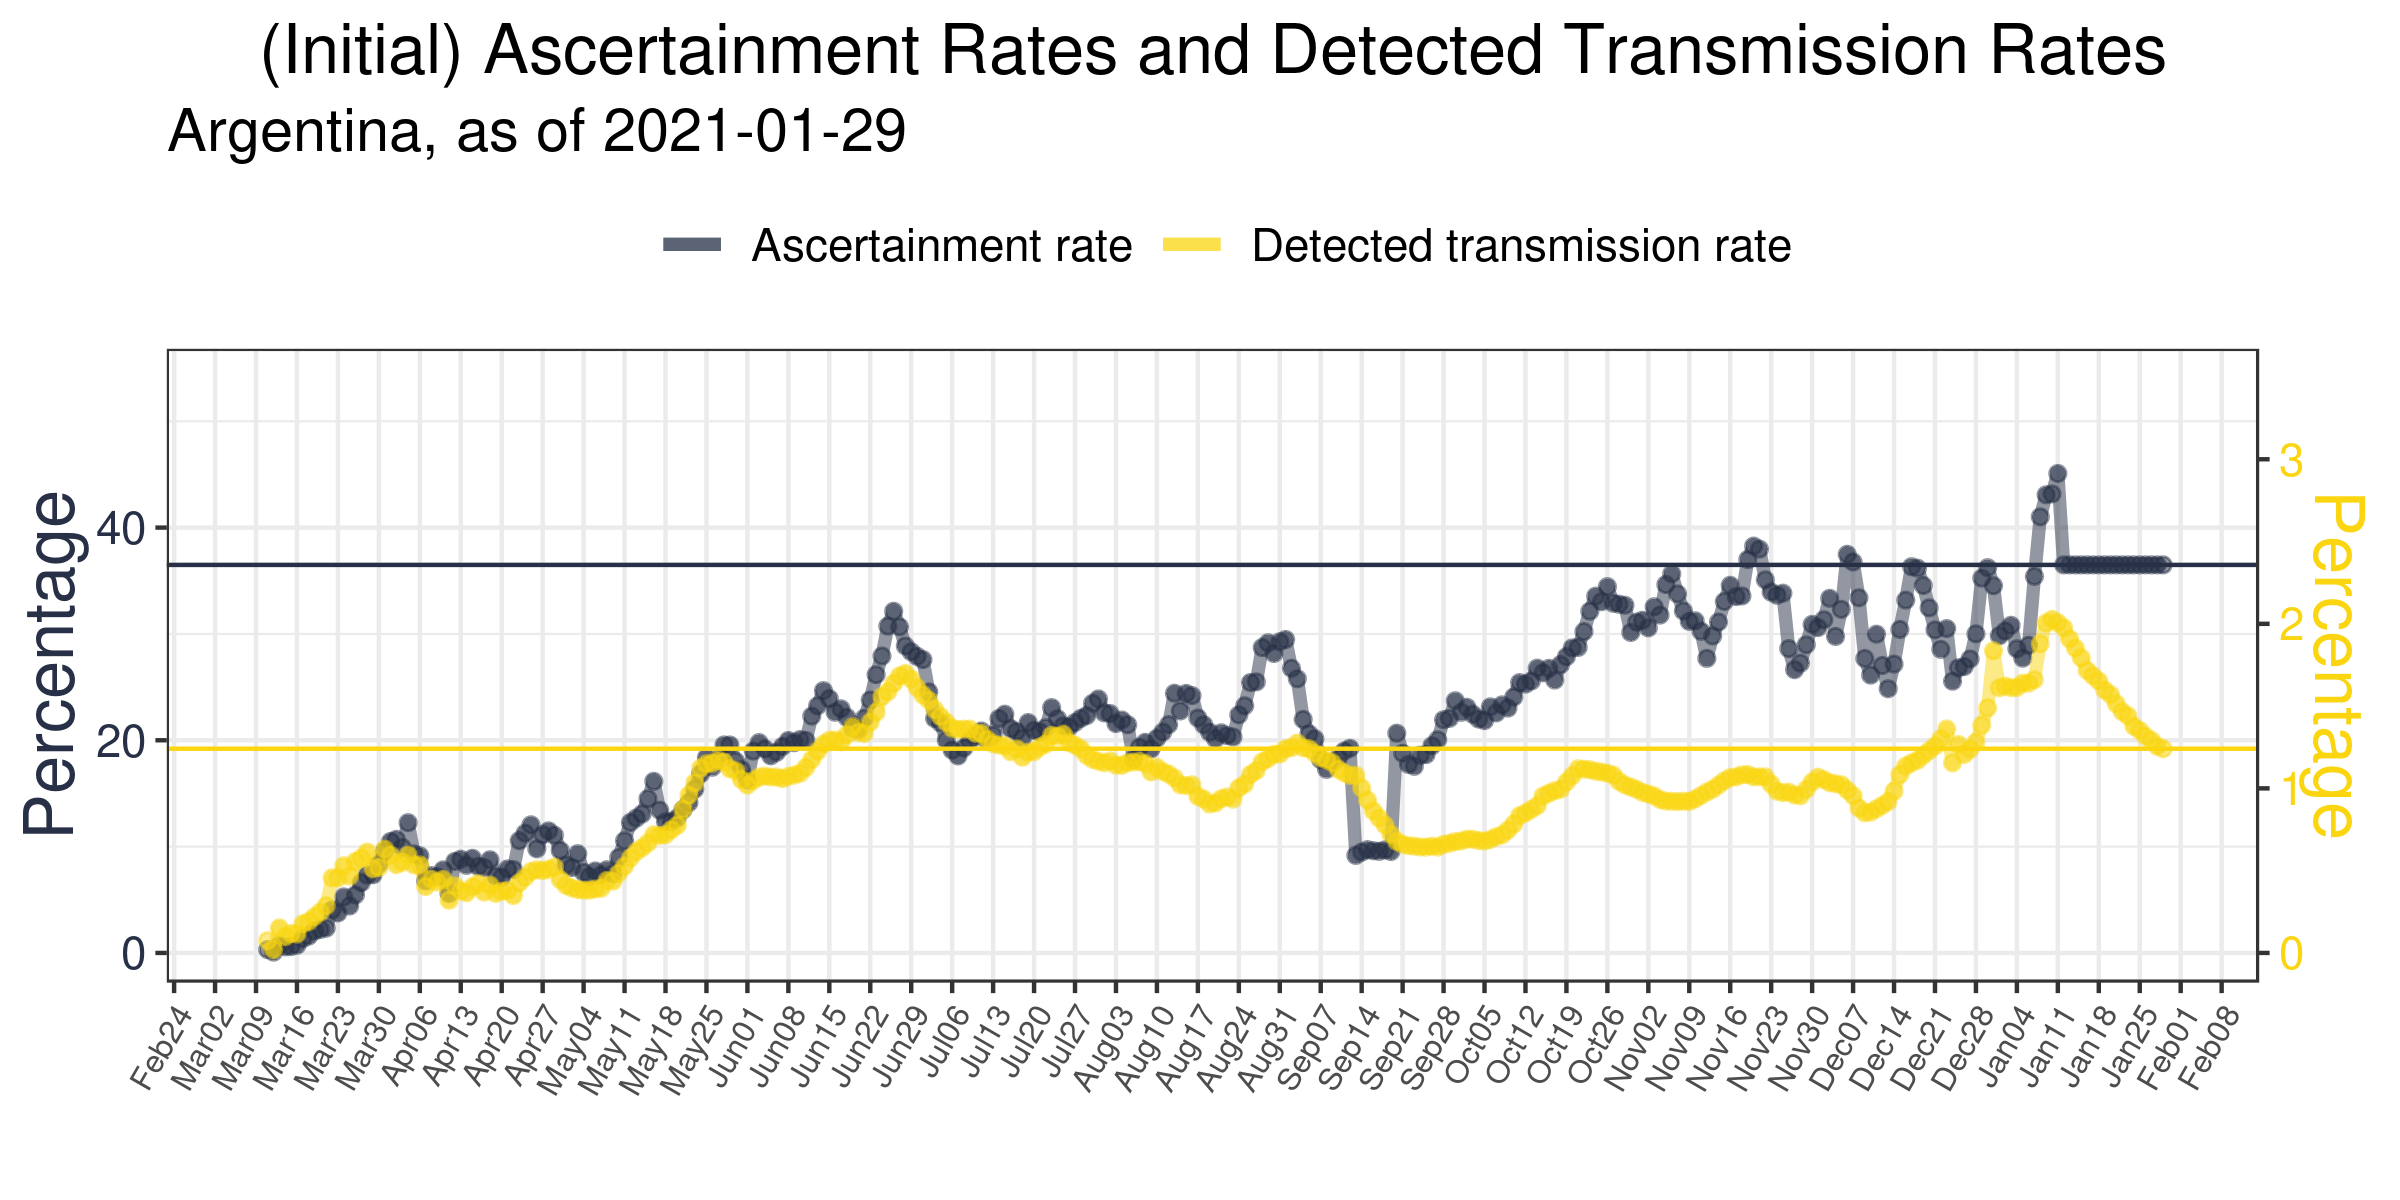 (Initial) Ascertainment Rates and Detected Transmission Rates
Argentina, as of 2021-01-29
Ascertainment rate
Detected transmission rate
Percentage
40
20
0
3
2
1
0
Percentage
Feb24
Mar02
Mar09
Mar16
Mar23
Mar30
Apr06
Apr13
Apr20
Apr27
May04
May11
May18
May25
Jun01
Jun08
Jun15
Jun22
Jun29
Jul06
Jul13
Jul20
Jul27
Aug03
Aug10
Aug17
Aug24
Aug31
Sep07
Sep14
Sep21
Sep28
Oct05
Oct12
Oct19
Oct26
Nov02
Nov09
Nov16
Nov23
Nov30
Dec07
Dec14
Dec21
Dec28
Jan04
Jan11
Jan18
Jan25
Feb01
Feb08